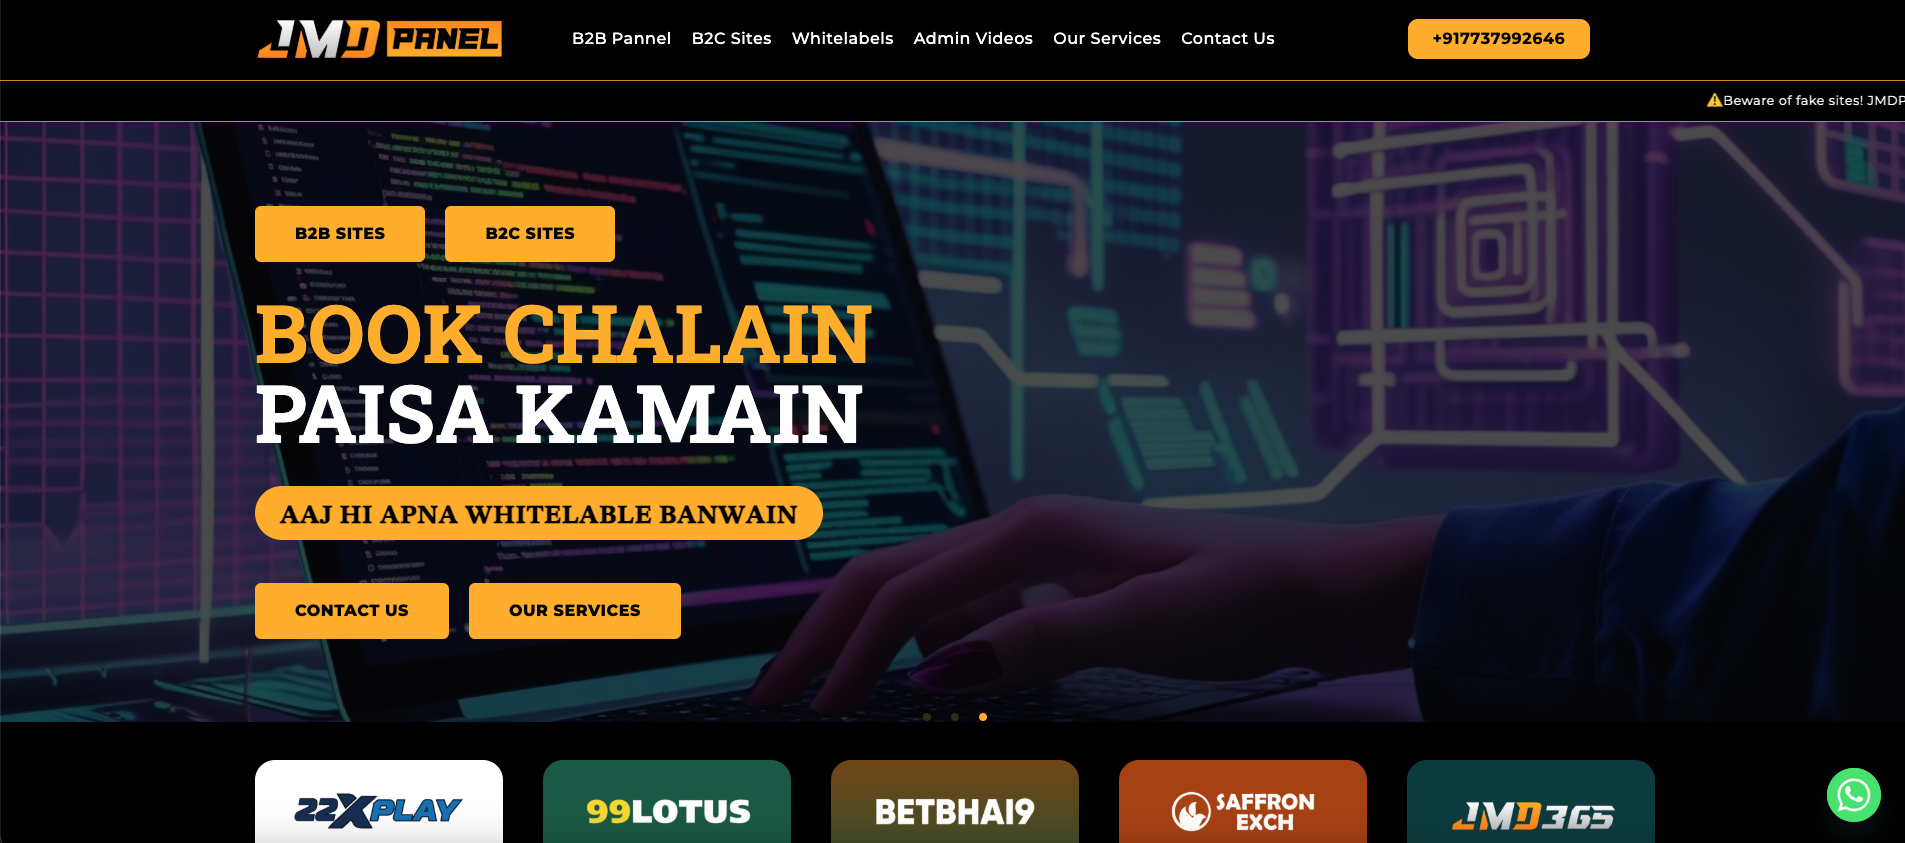 JMD PANEL
B2B Pannel B2C Sites Whitelabels Admin Videos Our Services Contact Us
+917737992646
⚠️Beware of fake sites! JMDP
B2B SITES B2C SITES
BOOK CHALAIN
PAISA KAMAIN
AAJ HI APNA WHITELABLE BANWAIN
CONTACT US OUR SERVICES
22XPLAY
99LOTUS
BETBHAI9
SAFFRON
EXCH
JMD365